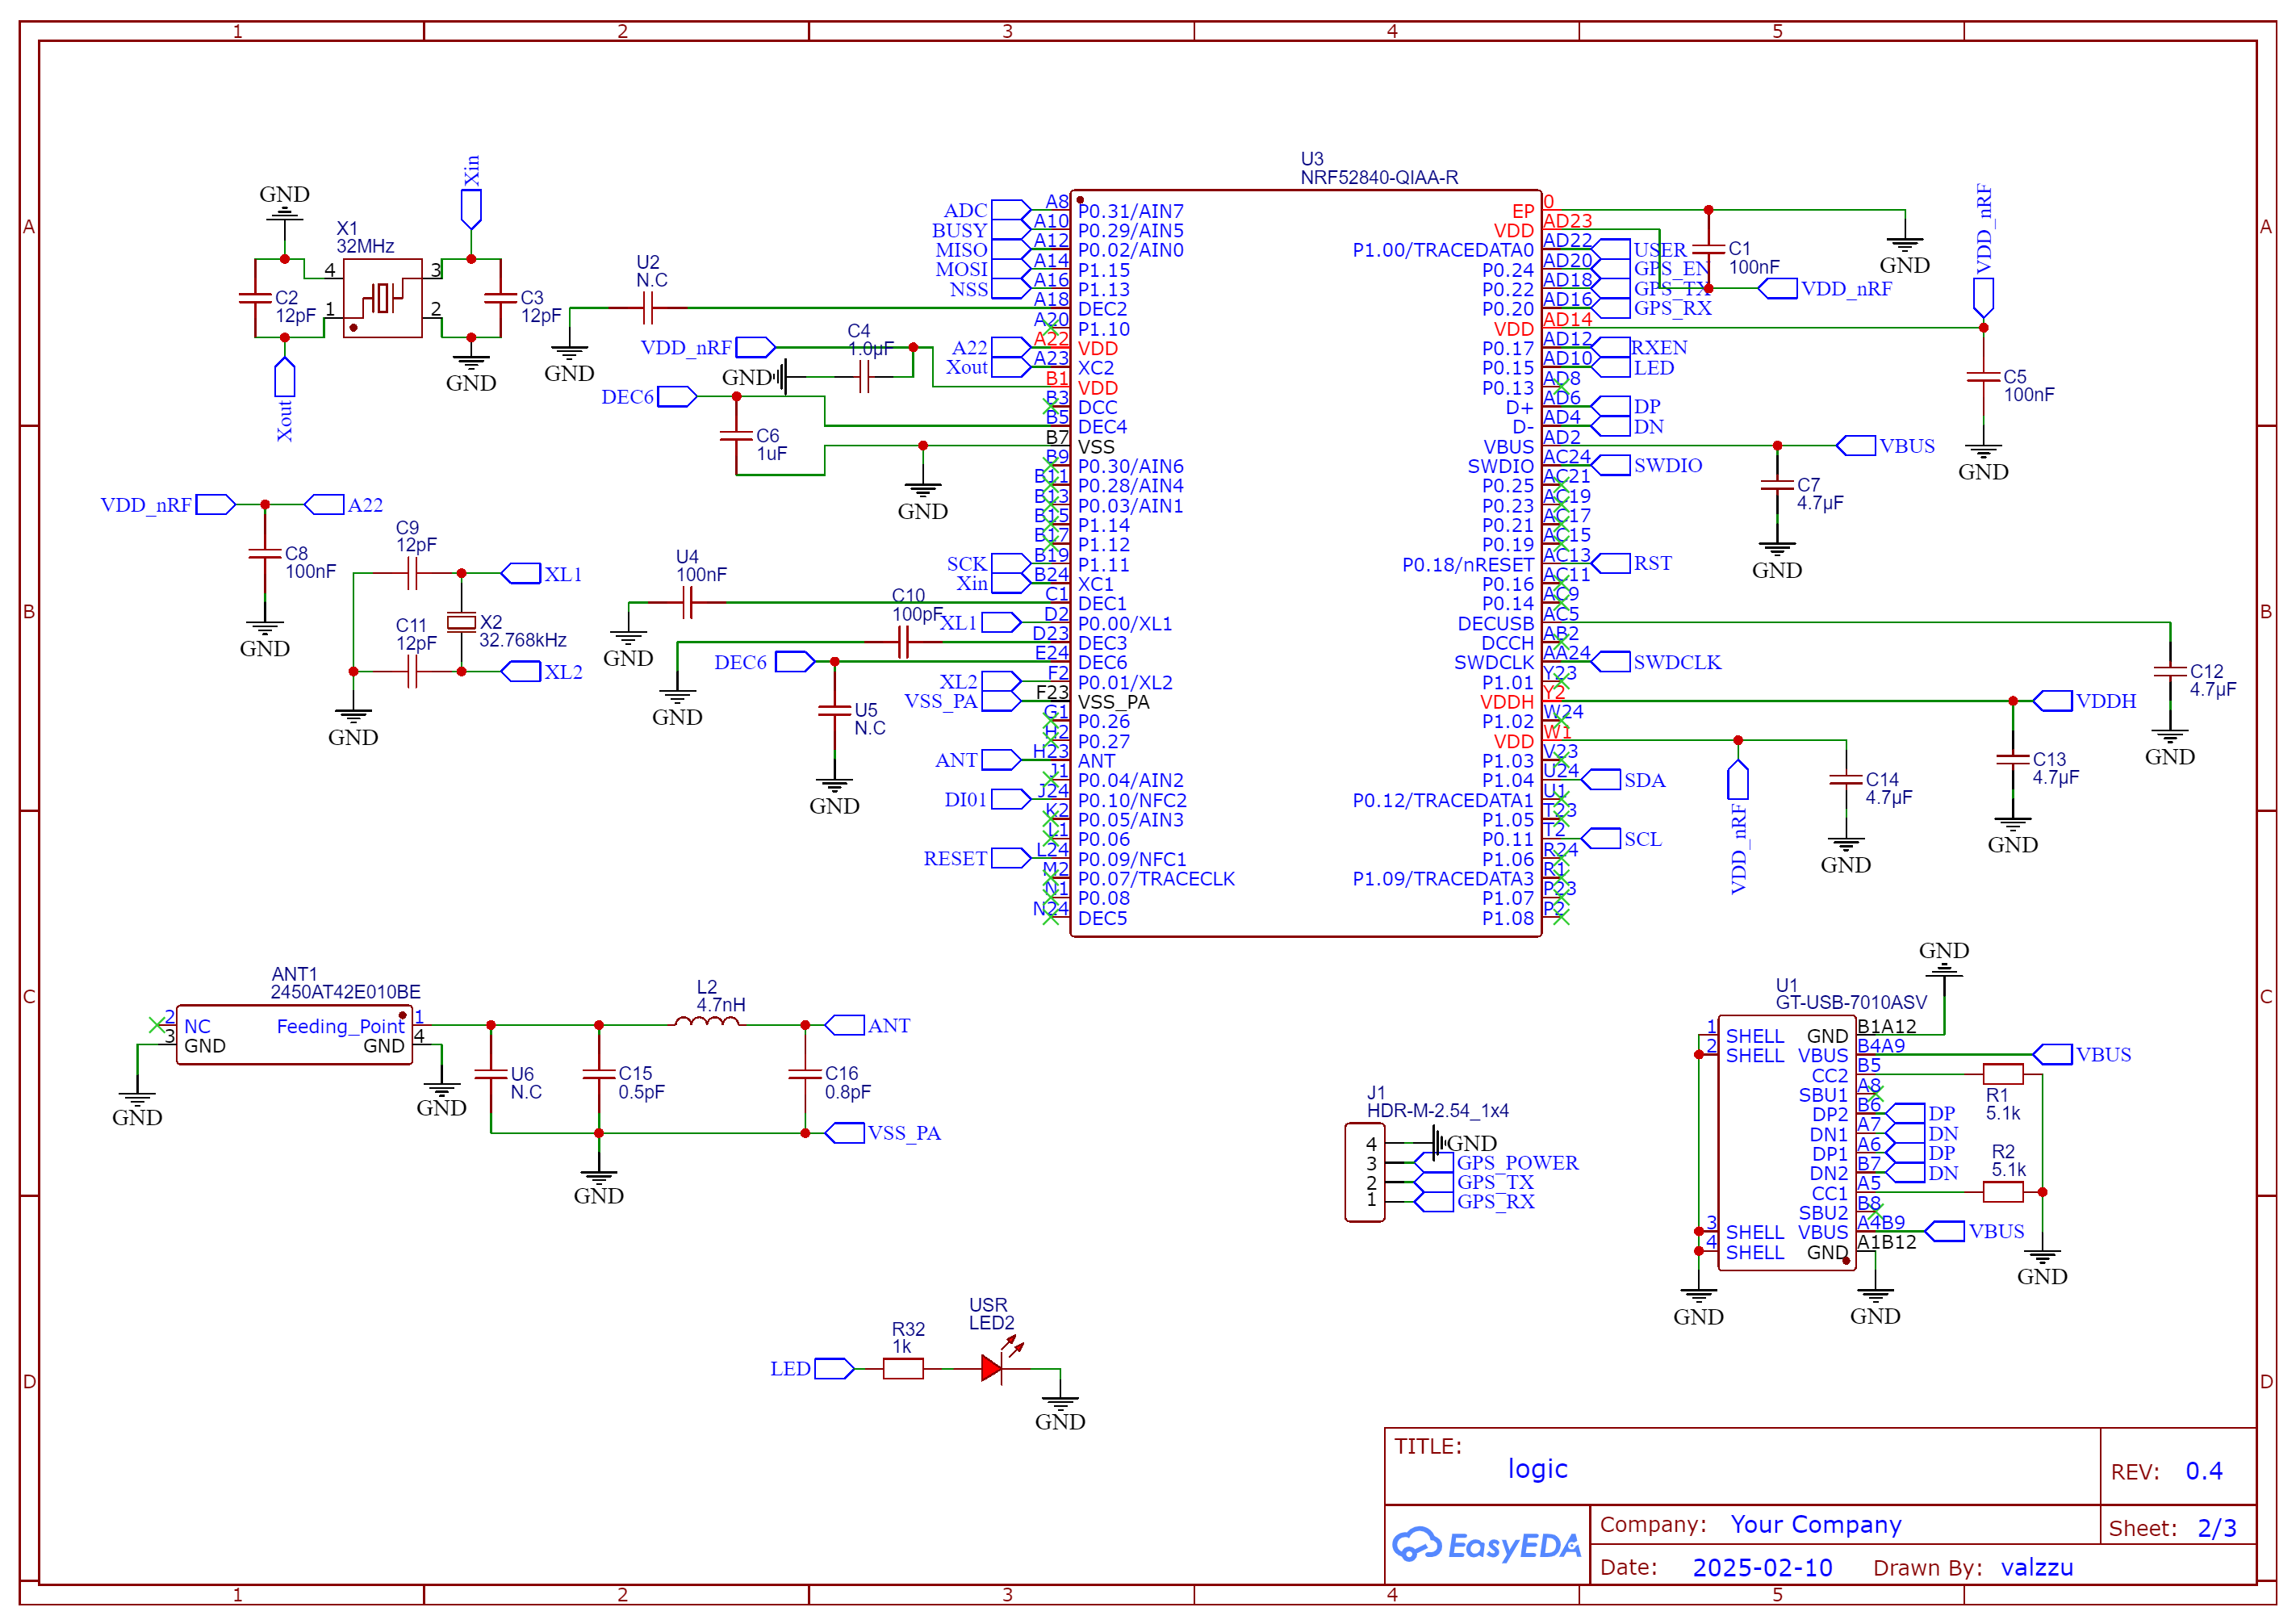 1 2 3 4 5
A
B
C
D
A
B
C
D
1 2 3 4 5
GND
Xin
X1
32MHz
4 3
1 2
C2
12pF
C3
12pF
GND
Xout
VDD_nRF
A22
C8
100nF
GND
C9
12pF
XL1
X2
32.768kHz
C11
12pF
XL2
GND
U2
N.C
GND
VDD_nRF
C4
1.0µF
GND
DEC6
C6
1uF
GND
U4
100nF
GND
C10
100pF
GND
DEC6
U5
N.C
GND
U3
NRF52840-QIAA-R
ADC A8 P0.31/AIN7
BUSY A10 P0.29/AIN5
MISO A12 P0.02/AIN0
MOSI A14 P1.15
NSS A16 P1.13
A18 DEC2
A20 P1.10
A22 A22 VDD
Xout A23 XC2
B1 VDD
B3 DCC
B5 DEC4
B7 VSS
B9 P0.30/AIN6
B11 P0.28/AIN4
B13 P0.03/AIN1
B15 P1.14
B17 P1.12
SCK B19 P1.11
Xin B24 XC1
C1 DEC1
XL1 D2 P0.00/XL1
D23 DEC3
E24 DEC6
XL2 F2 P0.01/XL2
VSS_PA F23 VSS_PA
G1 P0.26
H2 P0.27
ANT H23 ANT
J1 P0.04/AIN2
DI01 J24 P0.10/NFC2
K2 P0.05/AIN3
L1 P0.06
RESET L24 P0.09/NFC1
M2 P0.07/TRACECLK
N1 P0.08
N24 DEC5
EP 0
VDD AD23
P1.00/TRACEDATA0 AD22 USER
P0.24 AD20 GPS_EN
P0.22 AD18 GPS_TX
P0.20 AD16 GPS_RX
VDD AD14
P0.17 AD12 RXEN
P0.15 AD10 LED
P0.13 AD8
D+ AD6 DP
D- AD4 DN
VBUS AD2 VBUS
SWDIO AC24 SWDIO
P0.25 AC21
P0.23 AC19
P0.21 AC17
P0.19 AC15
P0.18/nRESET AC13 RST
P0.16 AC11
P0.14 AC9
DECUSB AC5
DCCH AB2
SWDCLK AA24 SWDCLK
P1.01 Y23
VDDH Y2 VDDH
P1.02 W24
VDD W1
P1.03 V23
P1.04 U24 SDA
P0.12/TRACEDATA1 U1
P1.05 T23
P0.11 T2 SCL
P1.06 R24
P1.09/TRACEDATA3 R1
P1.07 P23
P1.08 P2
C1
100nF
GND
VDD_nRF
VDD_nRF
C5
100nF
GND
C7
4.7µF
GND
C12
4.7µF
GND
C13
4.7µF
GND
VDD_nRF
C14
4.7µF
GND
ANT1
2450AT42E010BE
2 NC Feeding_Point 1
3 GND GND 4
GND
GND
U6
N.C
C15
0.5pF
L2
4.7nH
C16
0.8pF
ANT
VSS_PA
GND
J1
HDR-M-2.54_1x4
4 GND
3 GPS_POWER
2 GPS_TX
1 GPS_RX
GND
U1
GT-USB-7010ASV
1 SHELL GND B1A12
2 SHELL VBUS B4A9 VBUS
CC2 B5
SBU1 A8
DP2 B6 DP
DN1 A7 DN
DP1 A6 DP
DN2 B7 DN
CC1 A5
SBU2 B8
3 SHELL VBUS A4B9 VBUS
4 SHELL GND A1B12
R1
5.1k
R2
5.1k
GND
GND
GND
LED
R32
1k
USR
LED2
GND
TITLE:
logic
REV: 0.4
EasyEDA
Company: Your Company
Sheet: 2/3
Date: 2025-02-10 Drawn By: valzzu